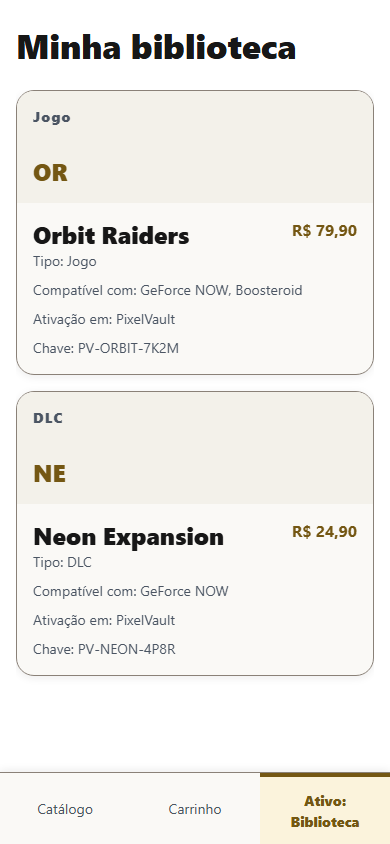 Minha biblioteca
Jogo
OR
Orbit Raiders
R$ 79,90
Tipo: Jogo
Compatível com: GeForce NOW, Boosteroid
Ativação em: PixelVault
Chave: PV-ORBIT-7K2M
DLC
NE
Neon Expansion
R$ 24,90
Tipo: DLC
Compatível com: GeForce NOW
Ativação em: PixelVault
Chave: PV-NEON-4P8R
Catálogo
Carrinho
Ativo:
Biblioteca